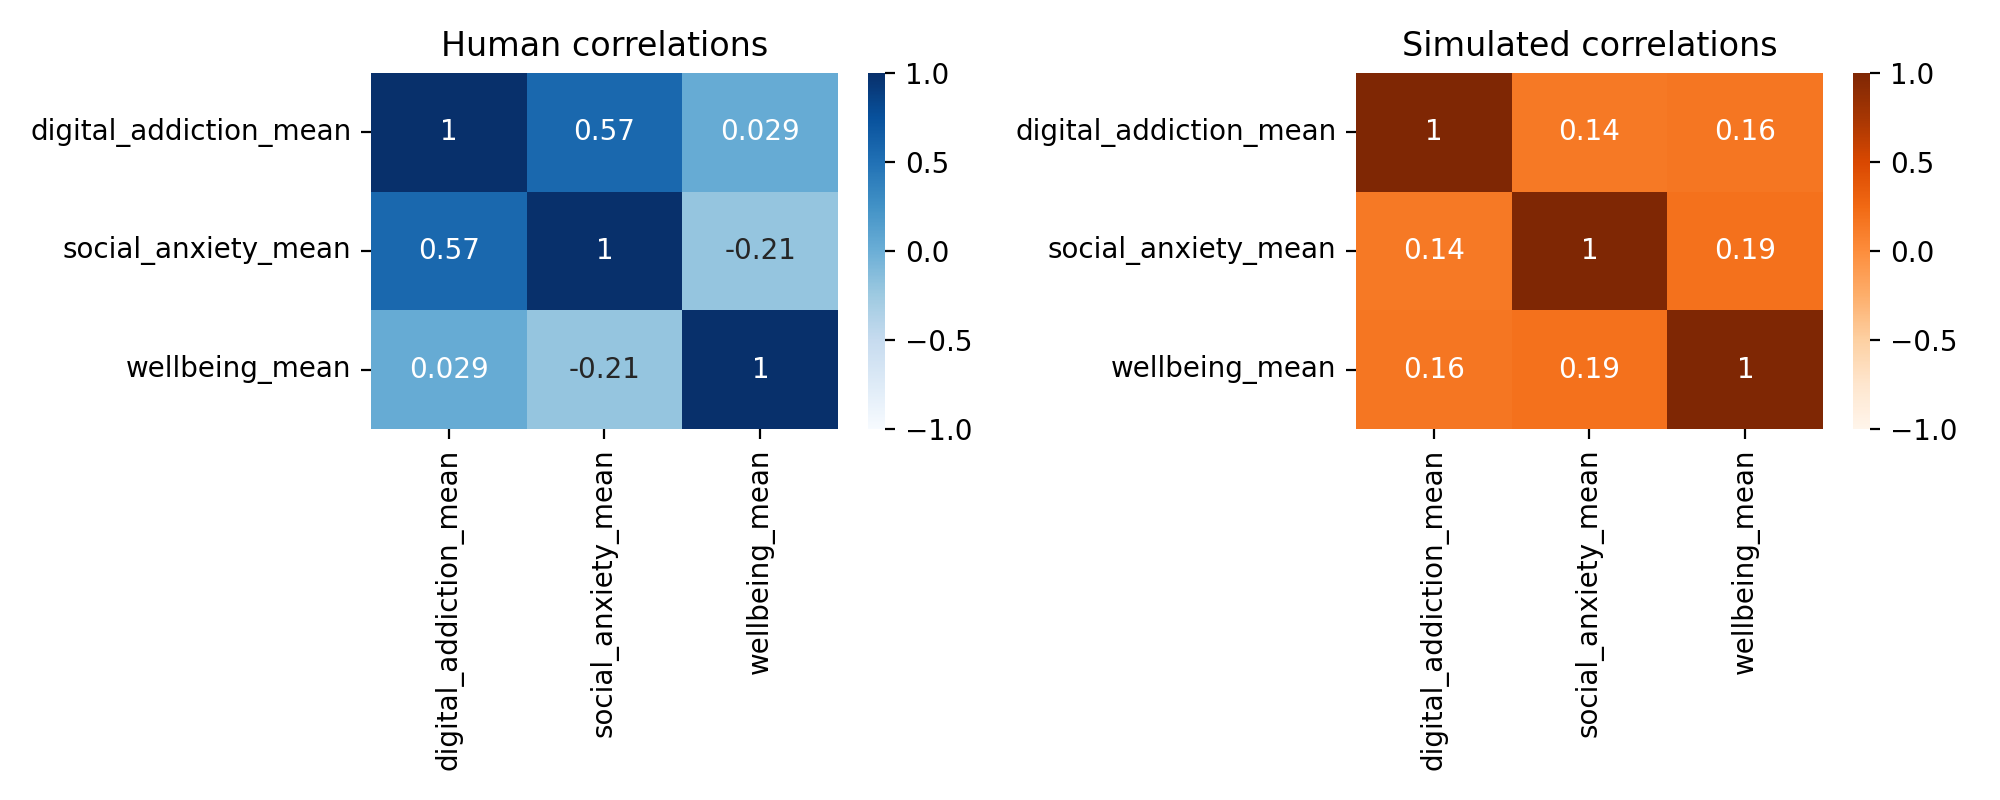 Human correlations
digital_addiction_mean 1 0.57 0.029
social_anxiety_mean 0.57 1 -0.21
wellbeing_mean 0.029 -0.21 1
digital_addiction_mean
social_anxiety_mean
wellbeing_mean
1.0
0.5
0.0
−0.5
−1.0
Simulated correlations
digital_addiction_mean 1 0.14 0.16
social_anxiety_mean 0.14 1 0.19
wellbeing_mean 0.16 0.19 1
digital_addiction_mean
social_anxiety_mean
wellbeing_mean
1.0
0.5
0.0
−0.5
−1.0